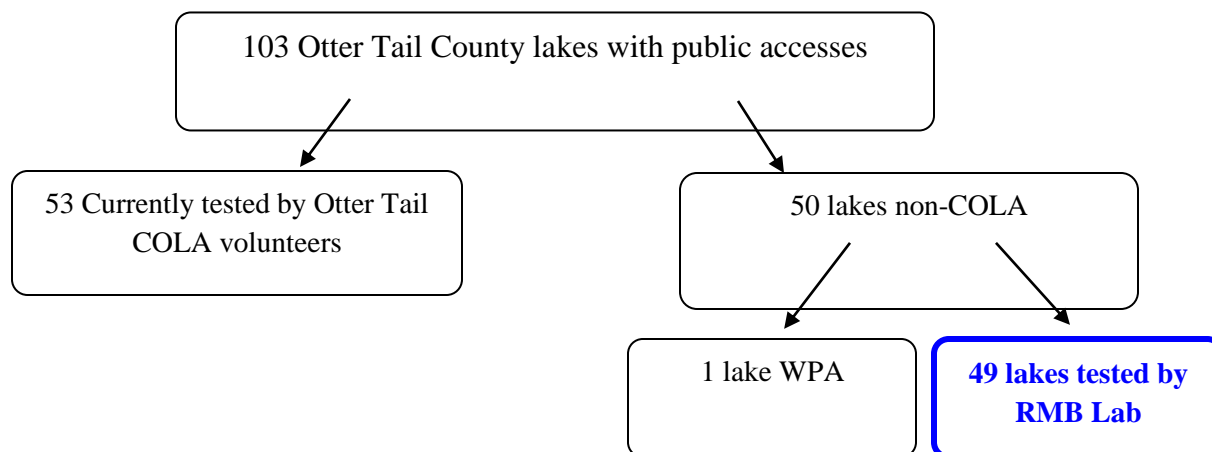 103 Otter Tail County lakes with public accesses
53 Currently tested by Otter Tail
COLA volunteers
50 lakes non-COLA
1 lake WPA
49 lakes tested by
RMB Lab